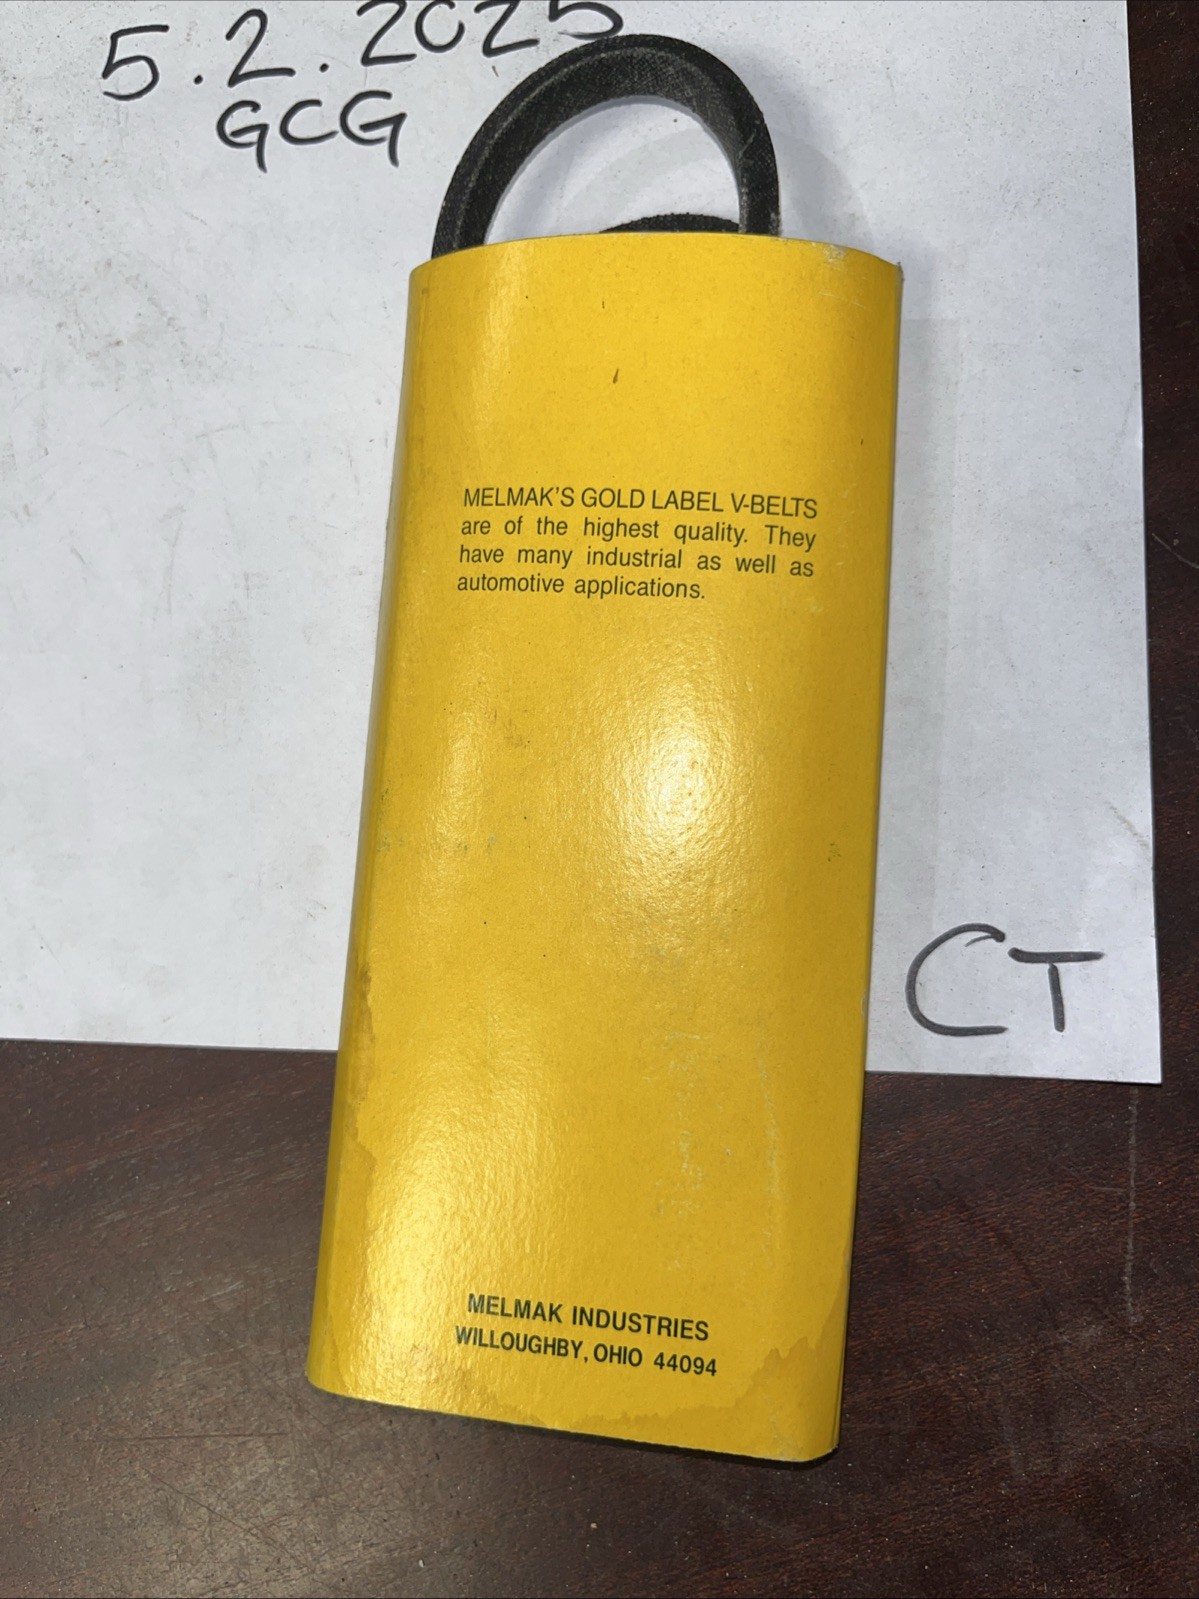 5.2.2025
GCG
MELMAK'S GOLD LABEL V-BELTS
are of the highest quality. They
have many industrial as well as
automotive applications.
CT
MELMAK INDUSTRIES
WILLOUGHBY, OHIO 44094